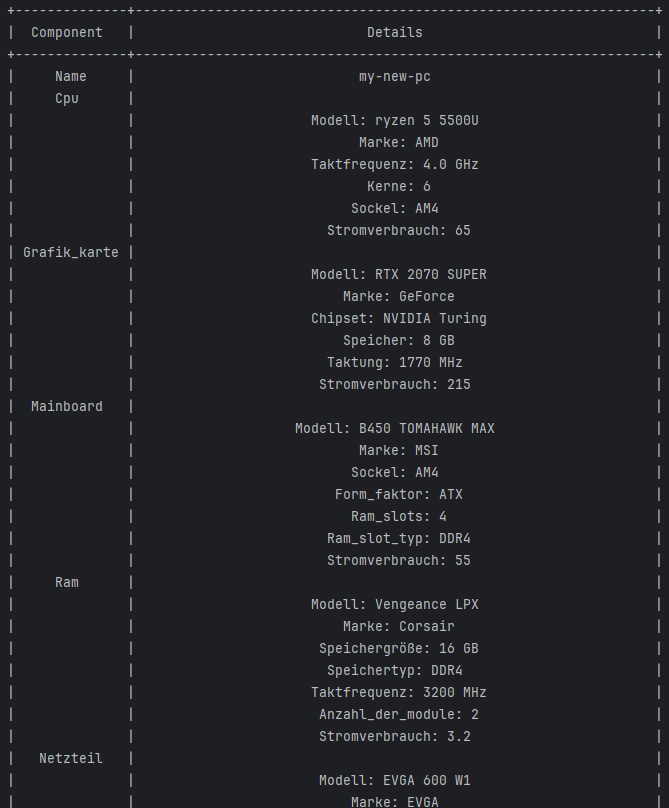 +--------------+-----------------------------------------------------------------+
|  Component   |                             Details                             |
+--------------+-----------------------------------------------------------------+
|     Name     |                            my-new-pc                            |
|     Cpu      |                                                                 |
|              |                      Modell: ryzen 5 5500U                      |
|              |                            Marke: AMD                           |
|              |                      Taktfrequenz: 4.0 GHz                      |
|              |                             Kerne: 6                            |
|              |                           Sockel: AM4                           |
|              |                        Stromverbrauch: 65                       |
| Grafik_karte |                                                                 |
|              |                      Modell: RTX 2070 SUPER                     |
|              |                          Marke: GeForce                         |
|              |                      Chipset: NVIDIA Turing                     |
|              |                          Speicher: 8 GB                         |
|              |                        Taktung: 1770 MHz                        |
|              |                       Stromverbrauch: 215                       |
|  Mainboard   |                                                                 |
|              |                    Modell: B450 TOMAHAWK MAX                    |
|              |                            Marke: MSI                           |
|              |                           Sockel: AM4                           |
|              |                         Form_faktor: ATX                        |
|              |                           Ram_slots: 4                          |
|              |                        Ram_slot_typ: DDR4                       |
|              |                        Stromverbrauch: 55                       |
|     Ram      |                                                                 |
|              |                      Modell: Vengeance LPX                      |
|              |                          Marke: Corsair                         |
|              |                       Speichergröße: 16 GB                      |
|              |                        Speichertyp: DDR4                        |
|              |                      Taktfrequenz: 3200 MHz                     |
|              |                       Anzahl_der_module: 2                      |
|              |                       Stromverbrauch: 3.2                       |
|   Netzteil   |                                                                 |
|              |                       Modell: EVGA 600 W1                       |
|              |                           Marke: EVGA                           |